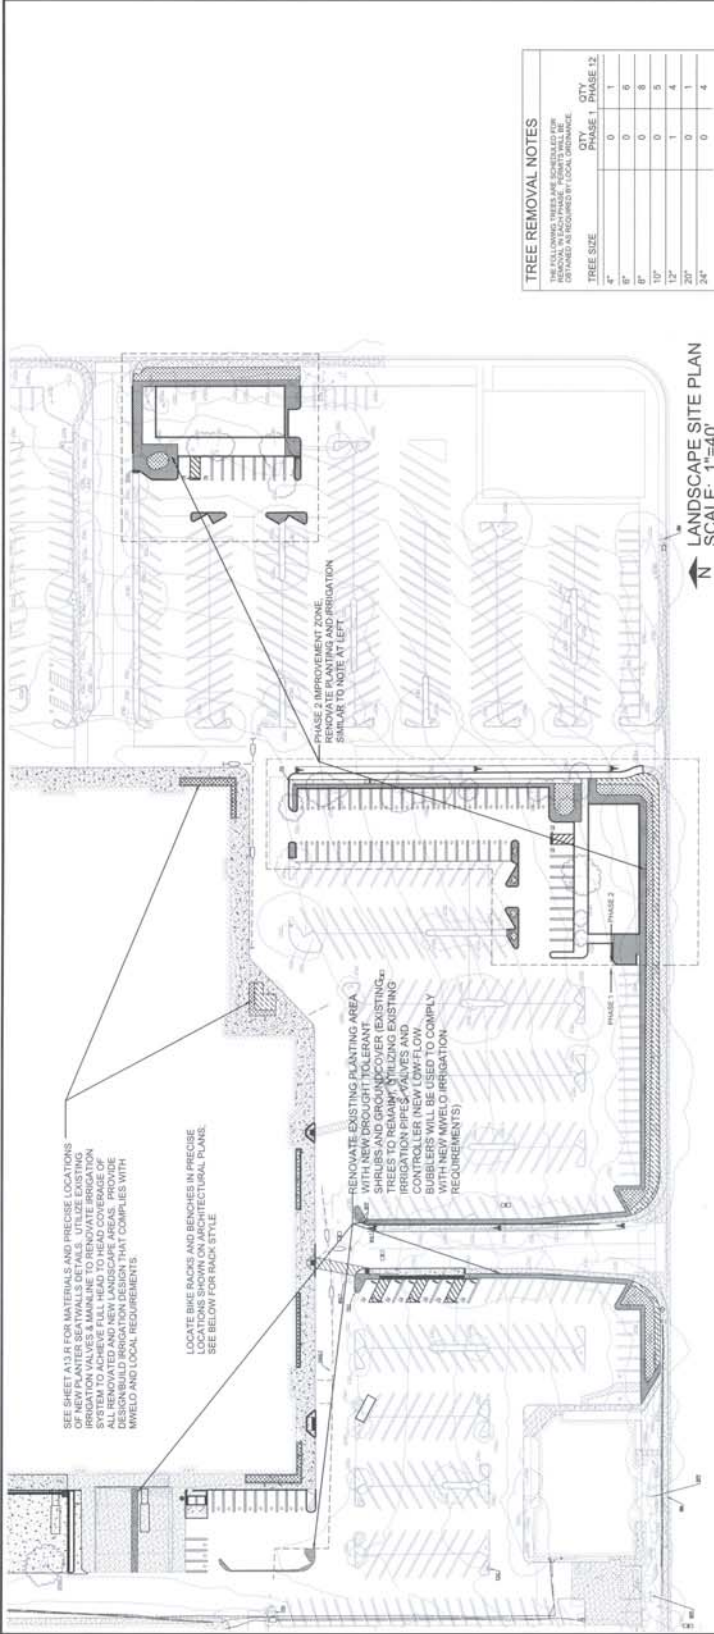 SEE SHEET A13.R FOR MATERIALS AND PRECISE LOCATIONS
OF NEW PLANTER SEATWALLS DETAILS. UTILIZE EXISTING
IRRIGATION VALVES & MAINLINE TO RENOVATE IRRIGATION
SYSTEM TO ACHIEVE FULL HEAD TO HEAD COVERAGE OF
ALL RENOVATED AND NEW LANDSCAPE AREAS. PROVIDE
DESIGN/BUILD IRRIGATION DESIGN THAT COMPLIES WITH
MWELO AND LOCAL REQUIREMENTS.
LOCATE BIKE RACKS AND BENCHES IN PRECISE
LOCATIONS SHOWN ON ARCHITECTURAL PLANS.
SEE BELOW FOR RACK STYLE
PHASE 2 IMPROVEMENT ZONE,
RENOVATE PLANTING AND IRRIGATION
SIMILAR TO NOTE AT LEFT
RENOVATE EXISTING PLANTING AREA
WITH NEW DROUGHT TOLERANT
SHRUBS AND GROUNDCOVER (EXISTING
TREES TO REMAIN). UTILIZING EXISTING
IRRIGATION PIPES, VALVES AND
CONTROLLER (NEW LOW-FLOW
BUBBLERS WILL BE USED TO COMPLY
WITH NEW MWELO IRRIGATION
REQUIREMENTS)
PHASE 1
PHASE 2
TREE REMOVAL NOTES
THE FOLLOWING TREES ARE SCHEDULED FOR
REMOVAL IN EACH PHASE. PERMITS WILL BE
OBTAINED AS REQUIRED BY LOCAL ORDINANCE.
TREE SIZE QTY PHASE 1 QTY PHASE 12
4" 0 1
6" 0 6
8" 0 8
10" 0 5
12" 1 4
20" 0 1
24" 0 4
N LANDSCAPE SITE PLAN
SCALE: 1"=40'